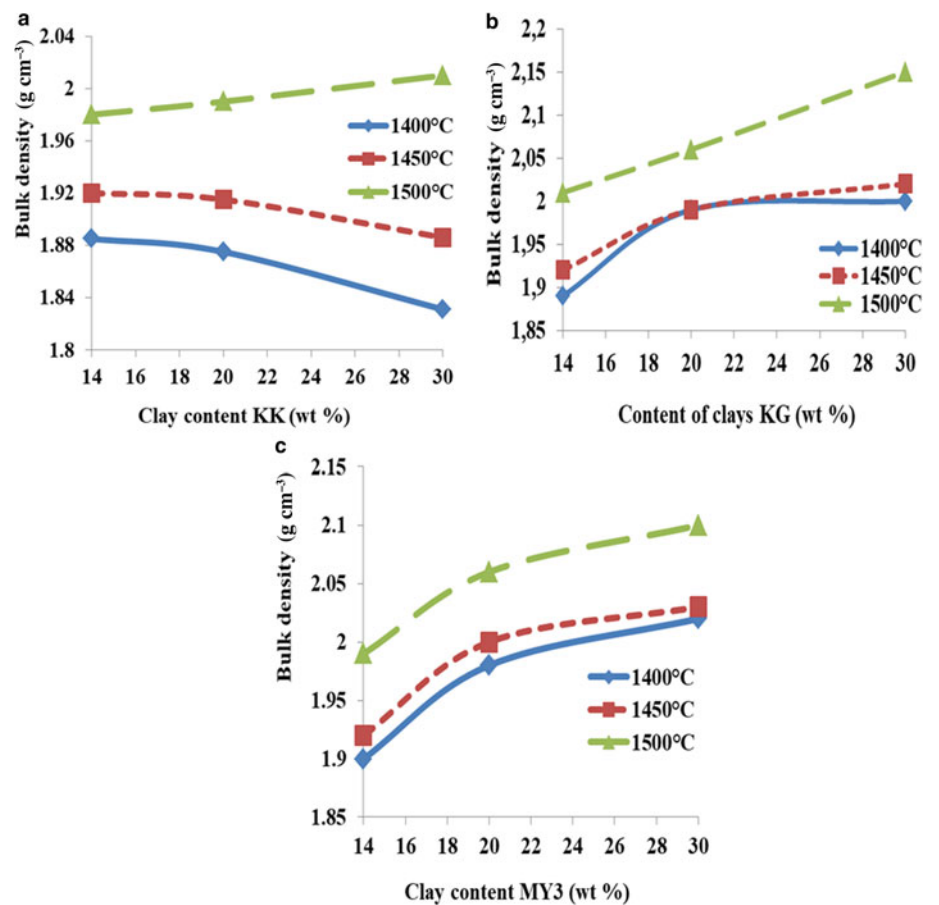 a
Bulk density (g cm⁻³)
2.04
2
1.96
1.92
1.88
1.84
1.8
1400°C
1450°C
1500°C
14 16 18 20 22 24 26 28 30
Clay content KK (wt %)
b
Bulk density (g cm⁻³)
2,2
2,15
2,1
2,05
2
1,95
1,9
1,85
1400°C
1450°C
1500°C
14 16 18 20 22 24 26 28 30
Content of clays KG (wt %)
c
Bulk density (g cm⁻³)
2.15
2.1
2.05
2
1.95
1.9
1.85
1400°C
1450°C
1500°C
14 16 18 20 22 24 26 28 30
Clay content MY3 (wt %)